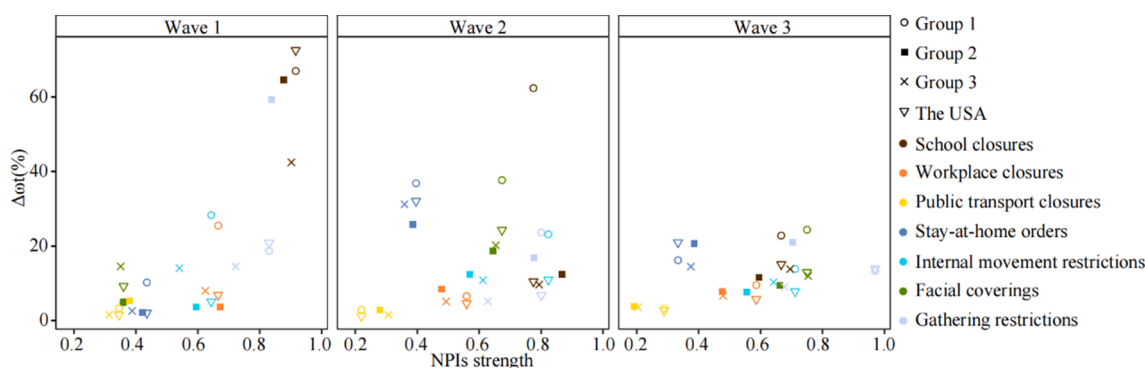 Wave 1 Wave 2 Wave 3
Δωt(%)
60
40
20
0
0.2 0.4 0.6 0.8 1.0 0.2 0.4 0.6 0.8 1.0 0.2 0.4 0.6 0.8 1.0
NPIs strength
Group 1
Group 2
Group 3
The USA
School closures
Workplace closures
Public transport closures
Stay-at-home orders
Internal movement restrictions
Facial coverings
Gathering restrictions